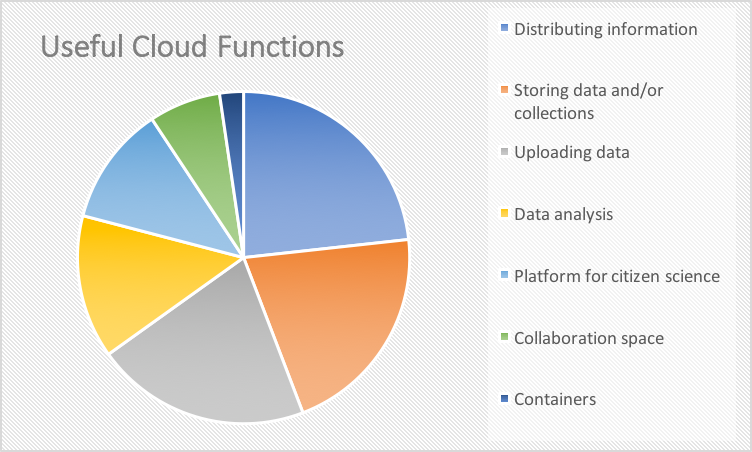 Useful Cloud Functions
Distributing information
Storing data and/or
collections
Uploading data
Data analysis
Platform for citizen science
Collaboration space
Containers